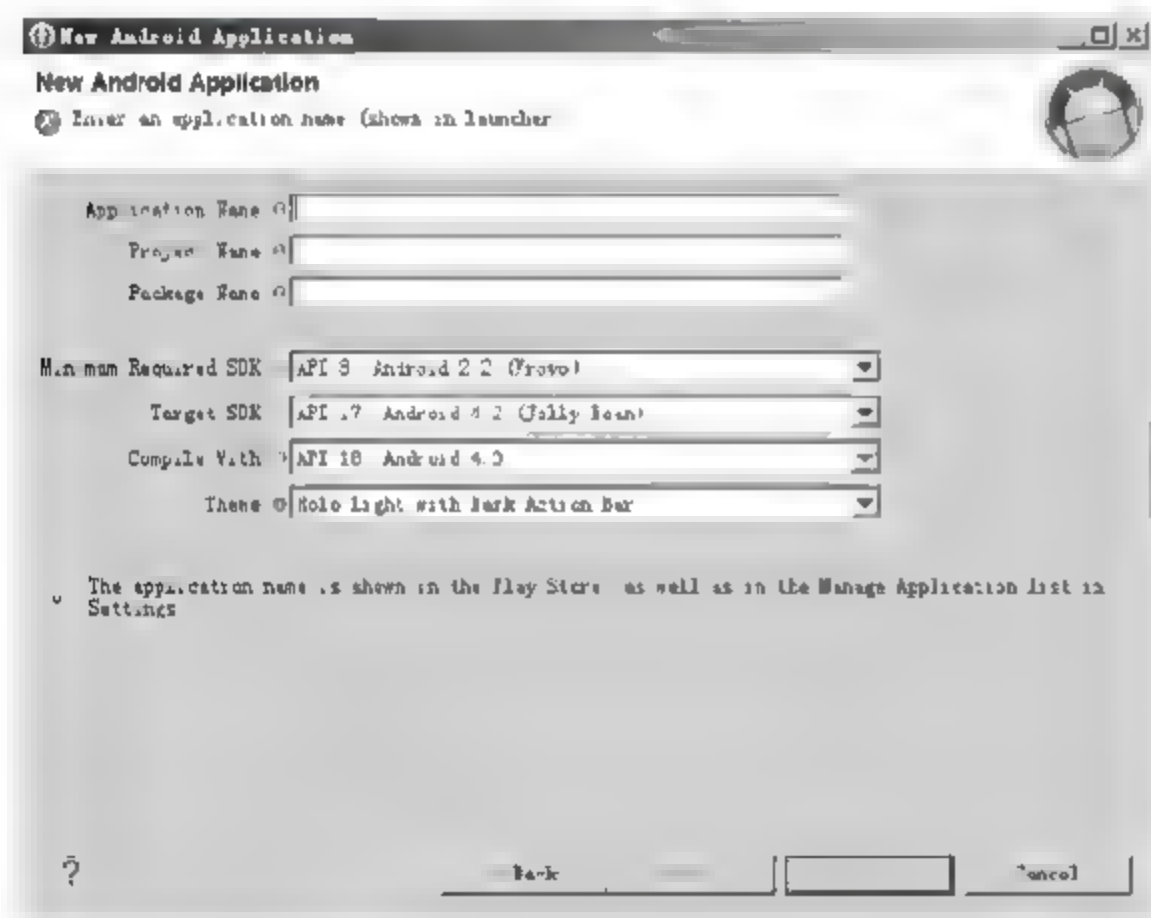 New Android Application
New Android Application
Enter an application name (shown in launcher
Application Name
Project Name
Package Name
Minimum Required SDK API 8 Android 2 2 (Froyo)
Target SDK API 17 Android 4 2 (Jelly Bean)
Compile With API 18 Android 4.3
Theme Holo Light with Dark Action Bar
The application name is shown in the Play Store as well as in the Manage Application list in
Settings
?
Back Cancel